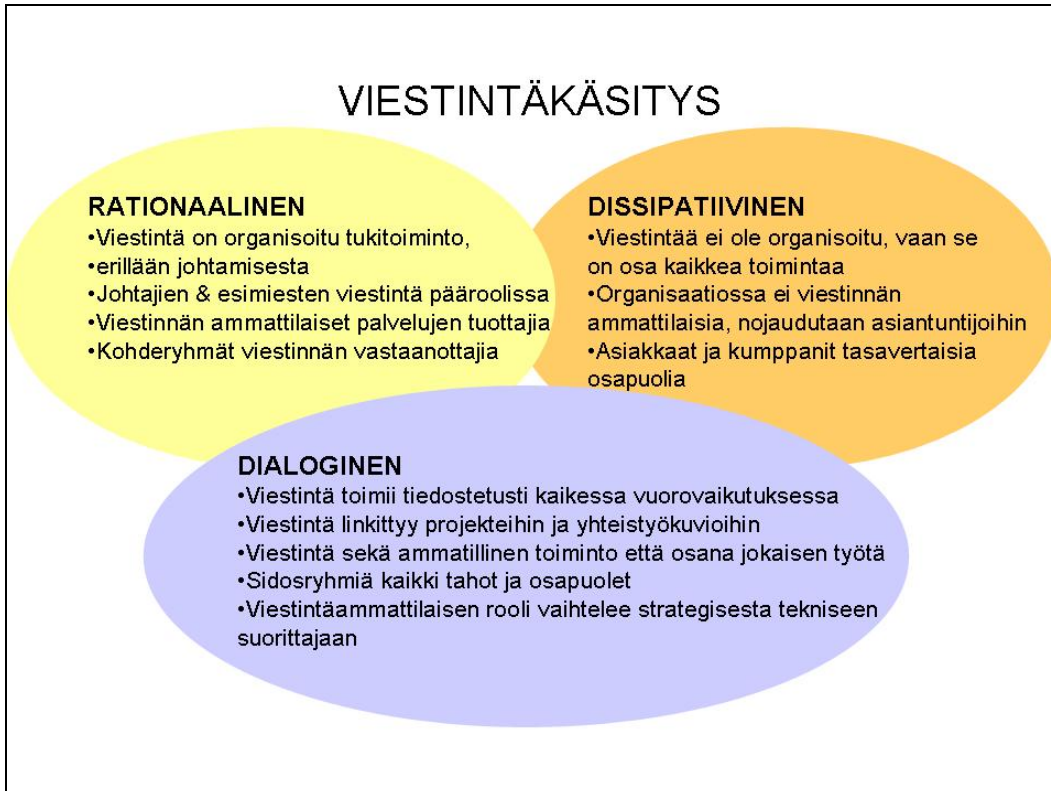 VIESTINTÄKÄSITYS
RATIONAALINEN
•Viestintä on organisoitu tukitoiminto,
•erillään johtamisesta
•Johtajien & esimiesten viestintä pääroolissa
•Viestinnän ammattilaiset palvelujen tuottajia
•Kohderyhmät viestinnän vastaanottajia
DISSIPATIIVINEN
•Viestintää ei ole organisoitu, vaan se
on osa kaikkea toimintaa
•Organisaatiossa ei viestinnän
ammattilaisia, nojaudutaan asiantuntijoihin
•Asiakkaat ja kumppanit tasavertaisia
osapuolia
DIALOGINEN
•Viestintä toimii tiedostetusti kaikessa vuorovaikutuksessa
•Viestintä linkittyy projekteihin ja yhteistyökuvioihin
•Viestintä sekä ammatillinen toiminto että osana jokaisen työtä
•Sidosryhmiä kaikki tahot ja osapuolet
•Viestintäammattilaisen rooli vaihtelee strategisesta tekniseen
suorittajaan